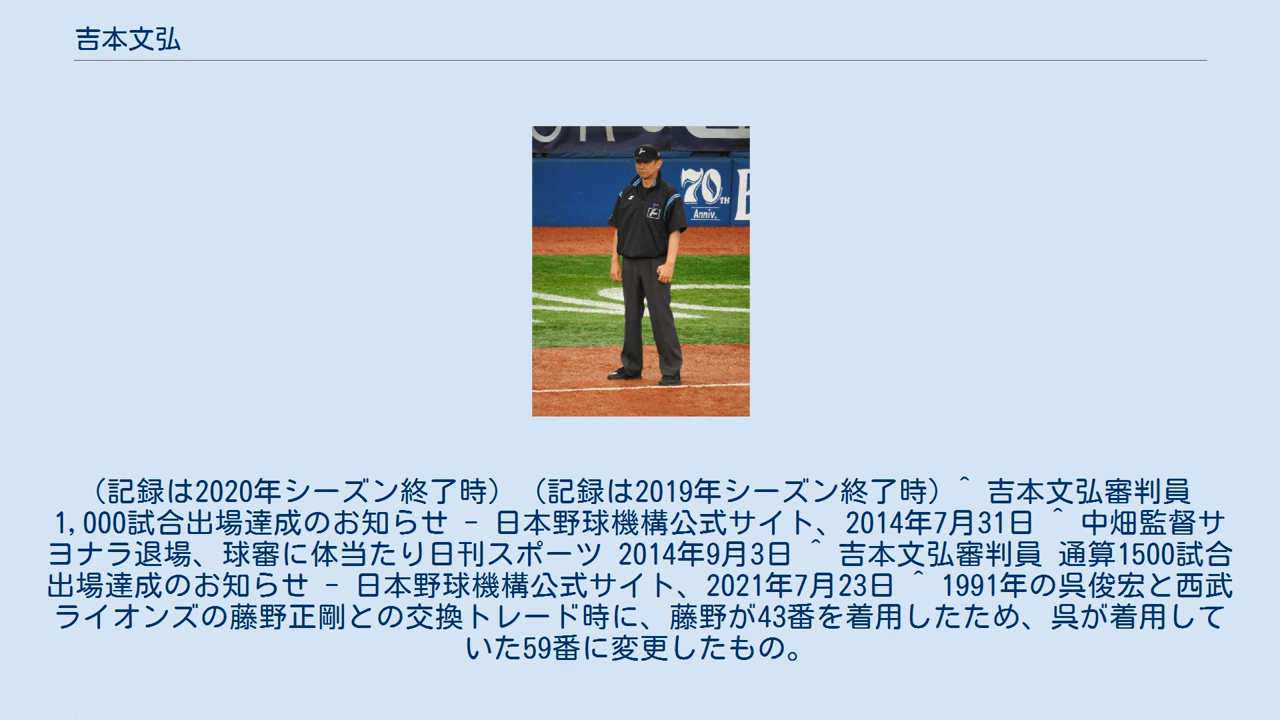 吉本文弘
70TH
Anniv.
（記録は2020年シーズン終了時） （記録は2019年シーズン終了時）^ 吉本文弘審判員
1,000試合出場達成のお知らせ - 日本野球機構公式サイト、2014年7月31日 ^ 中畑監督サ
ヨナラ退場、球審に体当たり日刊スポーツ 2014年9月3日 ^ 吉本文弘審判員 通算1500試合
出場達成のお知らせ - 日本野球機構公式サイト、2021年7月23日 ^ 1991年の呉俊宏と西武
ライオンズの藤野正剛との交換トレード時に、藤野が43番を着用したため、呉が着用して
いた59番に変更したもの。